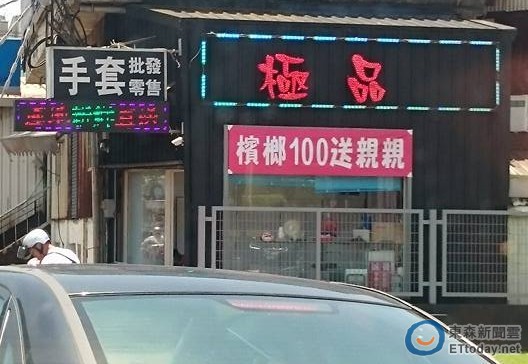 手套 批發
零售
極品
檳榔100送親親
東森新聞雲
ETtoday.net